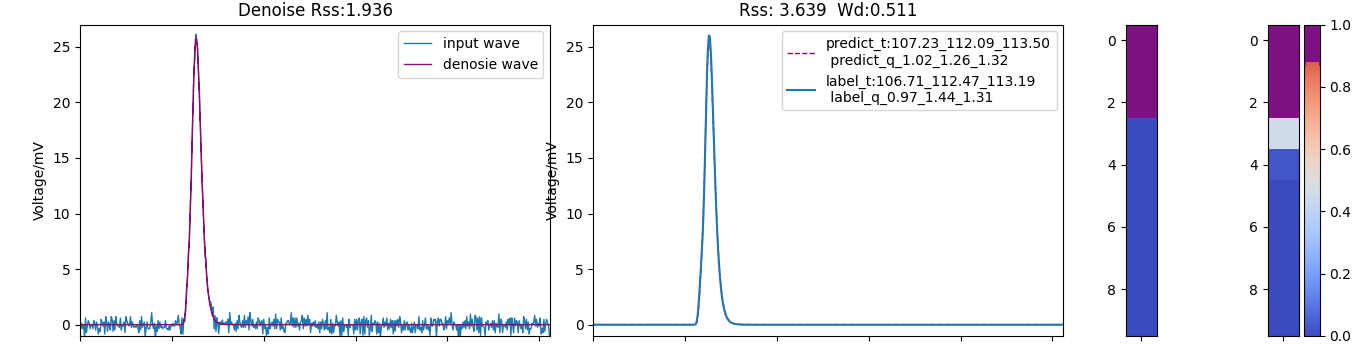 Denoise Rss:1.936
Voltage/mV
25
20
15
10
5
0
input wave
denosie wave
Rss: 3.639 Wd:0.511
Voltage/mV
25
20
15
10
5
0
predict_t:107.23_112.09_113.50
predict_q_1.02_1.26_1.32
label_t:106.71_112.47_113.19
label_q_0.97_1.44_1.31
0
2
4
6
8
0
2
4
6
8
1.0
0.8
0.6
0.4
0.2
0.0